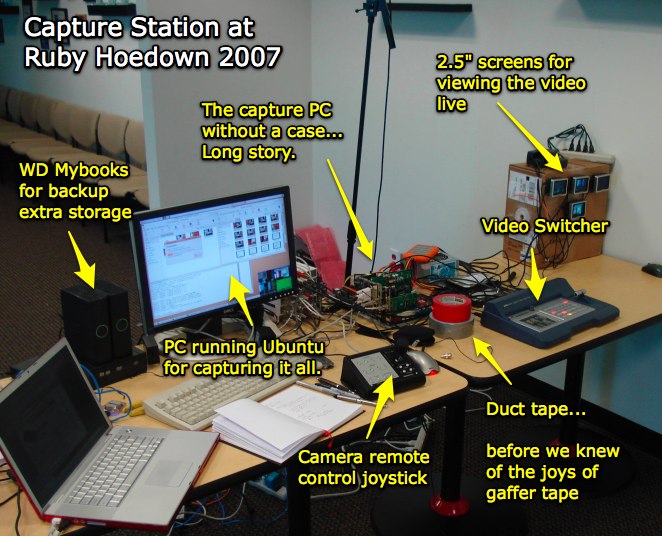 Capture Station at
Ruby Hoedown 2007
2.5" screens for
viewing the video
live
The capture PC
without a case...
Long story.
WD Mybooks
for backup
extra storage
Video Switcher
PC running Ubuntu
for capturing it all.
Duct tape...
before we knew
of the joys of
gaffer tape
Camera remote
control joystick